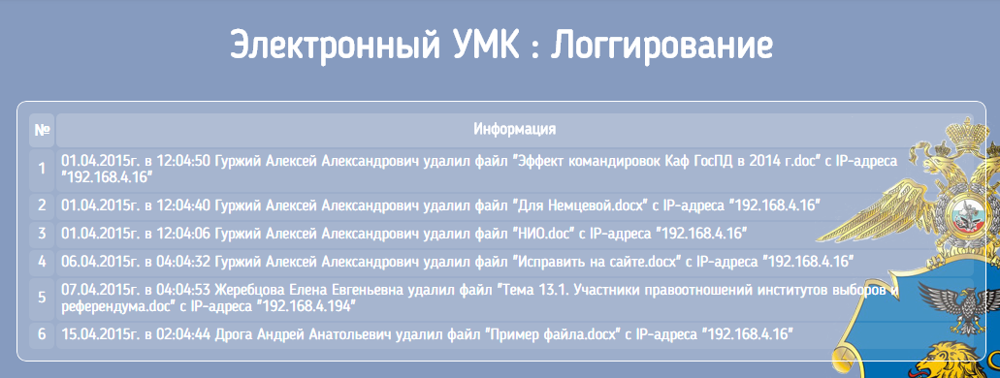 Электронный УМК : Логгирование
№ Информация
1 01.04.2015г. в 12:04:50 Гуржий Алексей Александрович удалил файл "Эффект командировок Каф ГосПД в 2014 г.doc" с IP-адреса
"192.168.4.16"
2 01.04.2015г. в 12:04:40 Гуржий Алексей Александрович удалил файл "Для Немцевой.docx" с IP-адреса "192.168.4.16"
3 01.04.2015г. в 12:04:06 Гуржий Алексей Александрович удалил файл "НИО.doc" с IP-адреса "192.168.4.16"
4 06.04.2015г. в 04:04:32 Гуржий Алексей Александрович удалил файл "Исправить на сайте.docx" с IP-адреса "192.168.4.16"
5 07.04.2015г. в 04:04:53 Жеребцова Елена Евгеньевна удалил файл "Тема 13.1. Участники правоотношений институтов выборов и
референдума.doc" с IP-адреса "192.168.4.194"
6 15.04.2015г. в 02:04:44 Дрога Андрей Анатольевич удалил файл "Пример файла.docx" с IP-адреса "192.168.4.16"